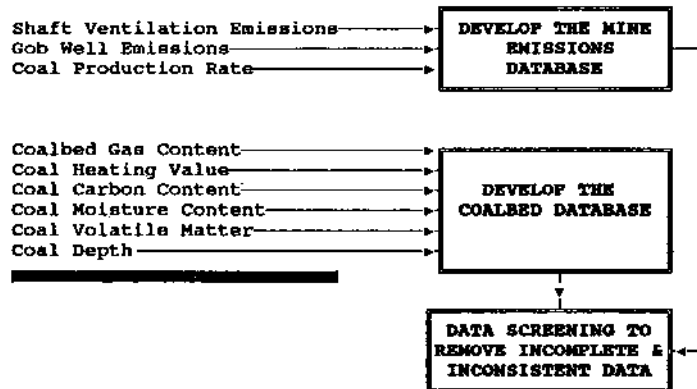 Shaft Ventilation Emissions
Gob Well Emissions
Coal Production Rate
DEVELOP THE MINE
EMISSIONS
DATABASE
Coalbed Gas Content
Coal Heating Value
Coal Carbon Content
Coal Moisture Content
Coal Volatile Matter
Coal Depth
DEVELOP THE
COALBED DATABASE
DATA SCREENING TO
REMOVE INCOMPLETE &
INCONSISTENT DATA